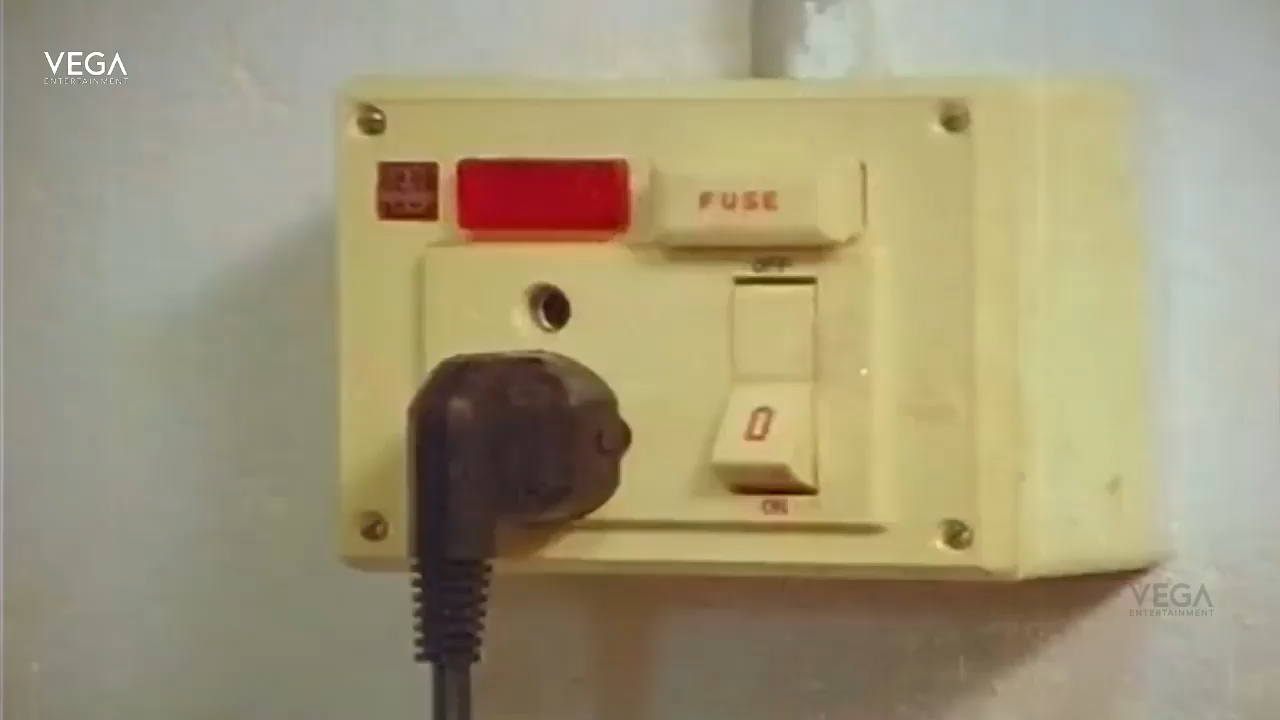 VEGA
ENTERTAINMENT
FUSE
OFF
0
ON
VEGA
ENTERTAINMENT